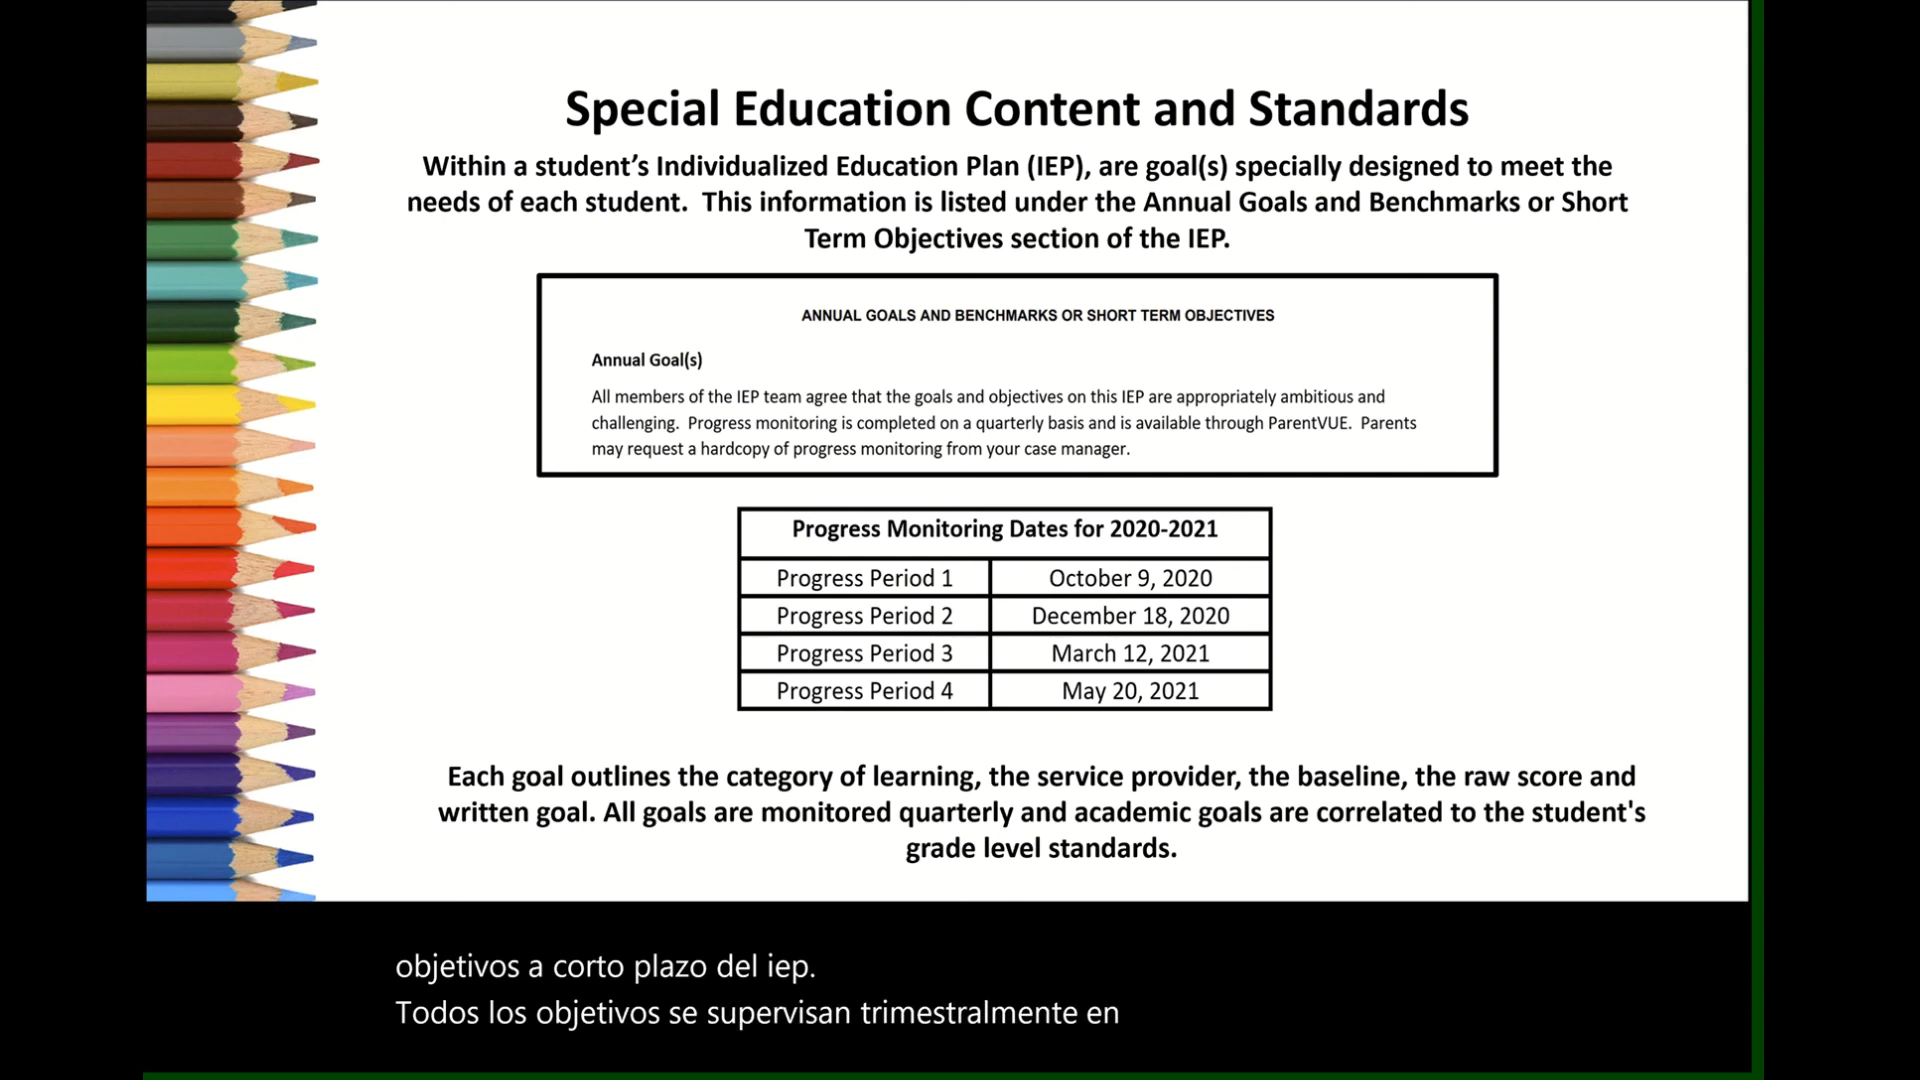 Special Education Content and Standards
Within a student’s Individualized Education Plan (IEP), are goal(s) specially designed to meet the
needs of each student.  This information is listed under the Annual Goals and Benchmarks or Short
Term Objectives section of the IEP.
ANNUAL GOALS AND BENCHMARKS OR SHORT TERM OBJECTIVES
Annual Goal(s)
All members of the IEP team agree that the goals and objectives on this IEP are appropriately ambitious and
challenging.  Progress monitoring is completed on a quarterly basis and is available through ParentVUE.  Parents
may request a hardcopy of progress monitoring from your case manager.
Progress Monitoring Dates for 2020-2021
Progress Period 1 October 9, 2020
Progress Period 2 December 18, 2020
Progress Period 3 March 12, 2021
Progress Period 4 May 20, 2021
Each goal outlines the category of learning, the service provider, the baseline, the raw score and
written goal. All goals are monitored quarterly and academic goals are correlated to the student's
grade level standards.
objetivos a corto plazo del iep.
Todos los objetivos se supervisan trimestralmente en